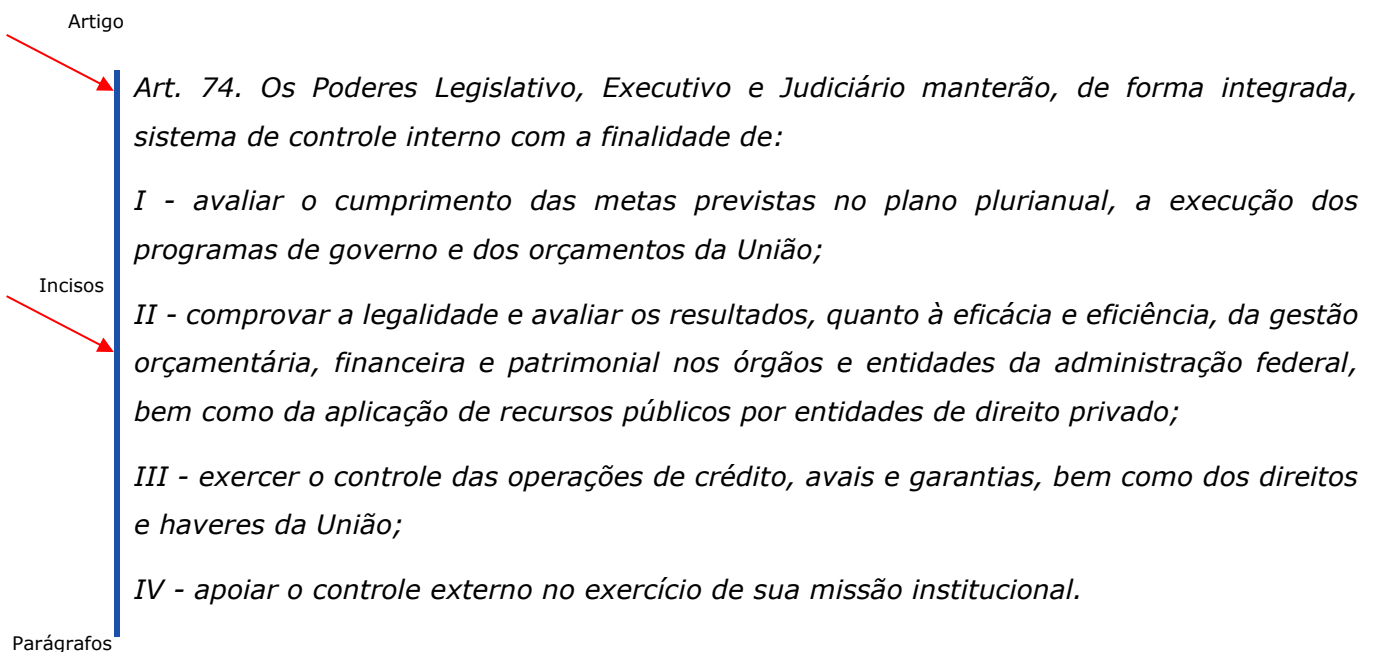 Artigo
Art. 74. Os Poderes Legislativo, Executivo e Judiciário manterão, de forma integrada,
sistema de controle interno com a finalidade de:
I - avaliar o cumprimento das metas previstas no plano plurianual, a execução dos
programas de governo e dos orçamentos da União;
Incisos
II - comprovar a legalidade e avaliar os resultados, quanto à eficácia e eficiência, da gestão
orçamentária, financeira e patrimonial nos órgãos e entidades da administração federal,
bem como da aplicação de recursos públicos por entidades de direito privado;
III - exercer o controle das operações de crédito, avais e garantias, bem como dos direitos
e haveres da União;
IV - apoiar o controle externo no exercício de sua missão institucional.
Parágrafos